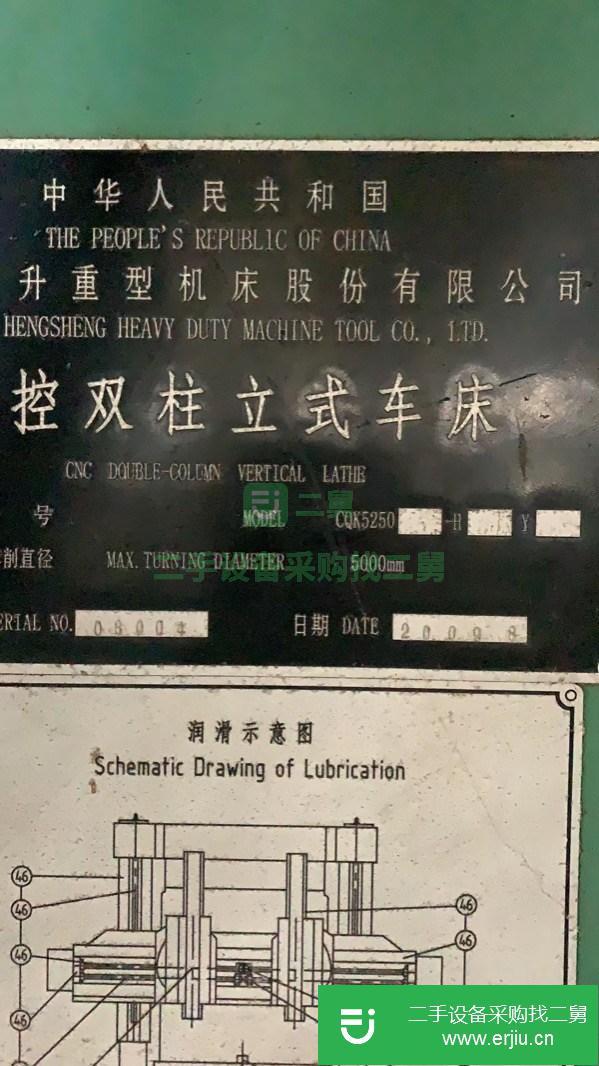 中华人民共和国
THE PEOPLE'S REPUBLIC OF CHINA
升重型机床股份有限公司
HENGSHENG HEAVY DUTY MACHINE TOOL CO., LTD.
控双柱立式车床
CNC DOUBLE-COLUMN VERTICAL LATHE
二舅
号 MODEL CQK5250 -H Y
削直径 MAX. TURNING DIAMETER 5000mm
二手设备采购找二舅
ERIAL NO. 日期 DATE 2009 8
润滑示意图
Schematic Drawing of Lubrication
46
46
46
46
46
46
二手设备采购找二舅
www.erjiu.cn